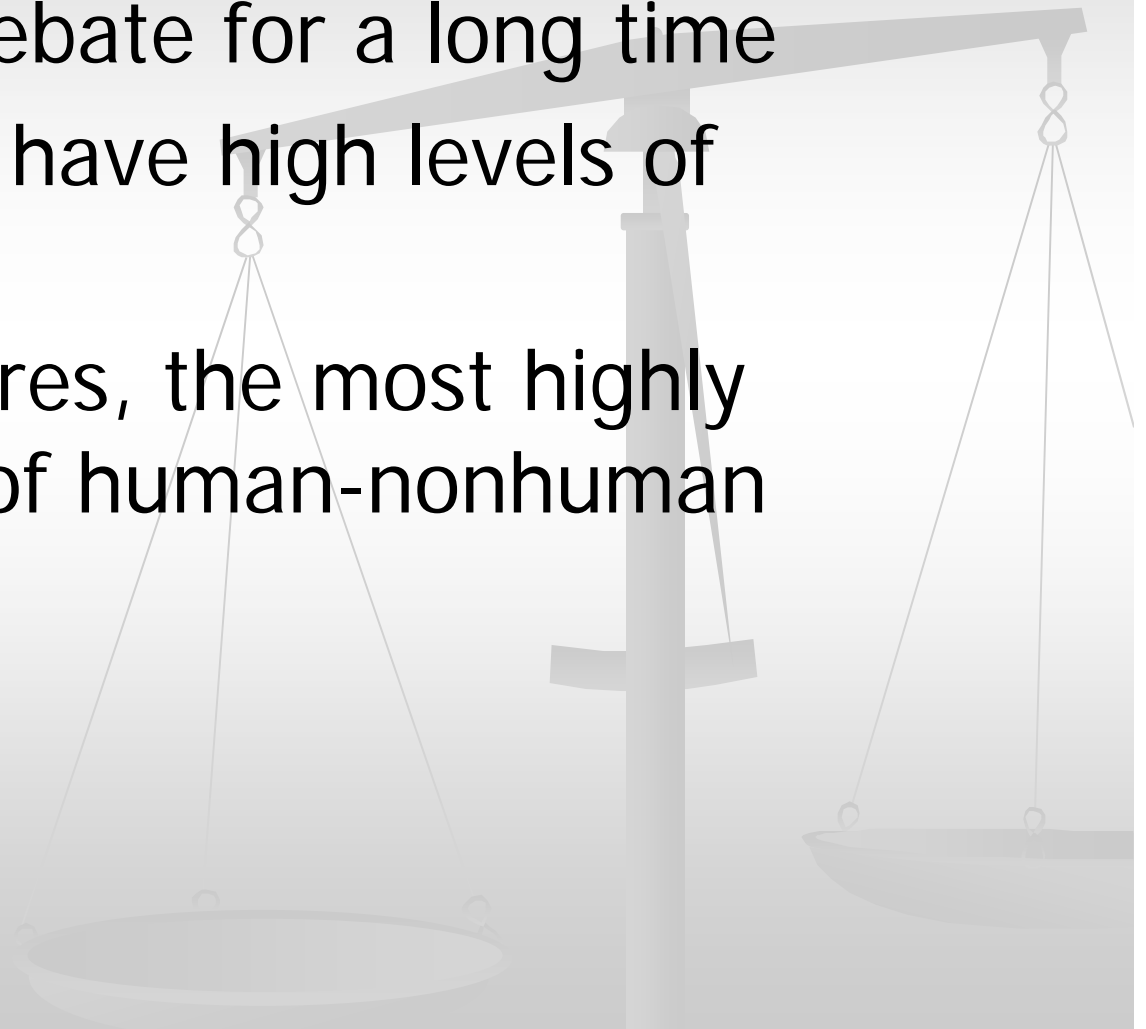 ebate for a long time
have high levels of
res, the most highly
of human-nonhuman